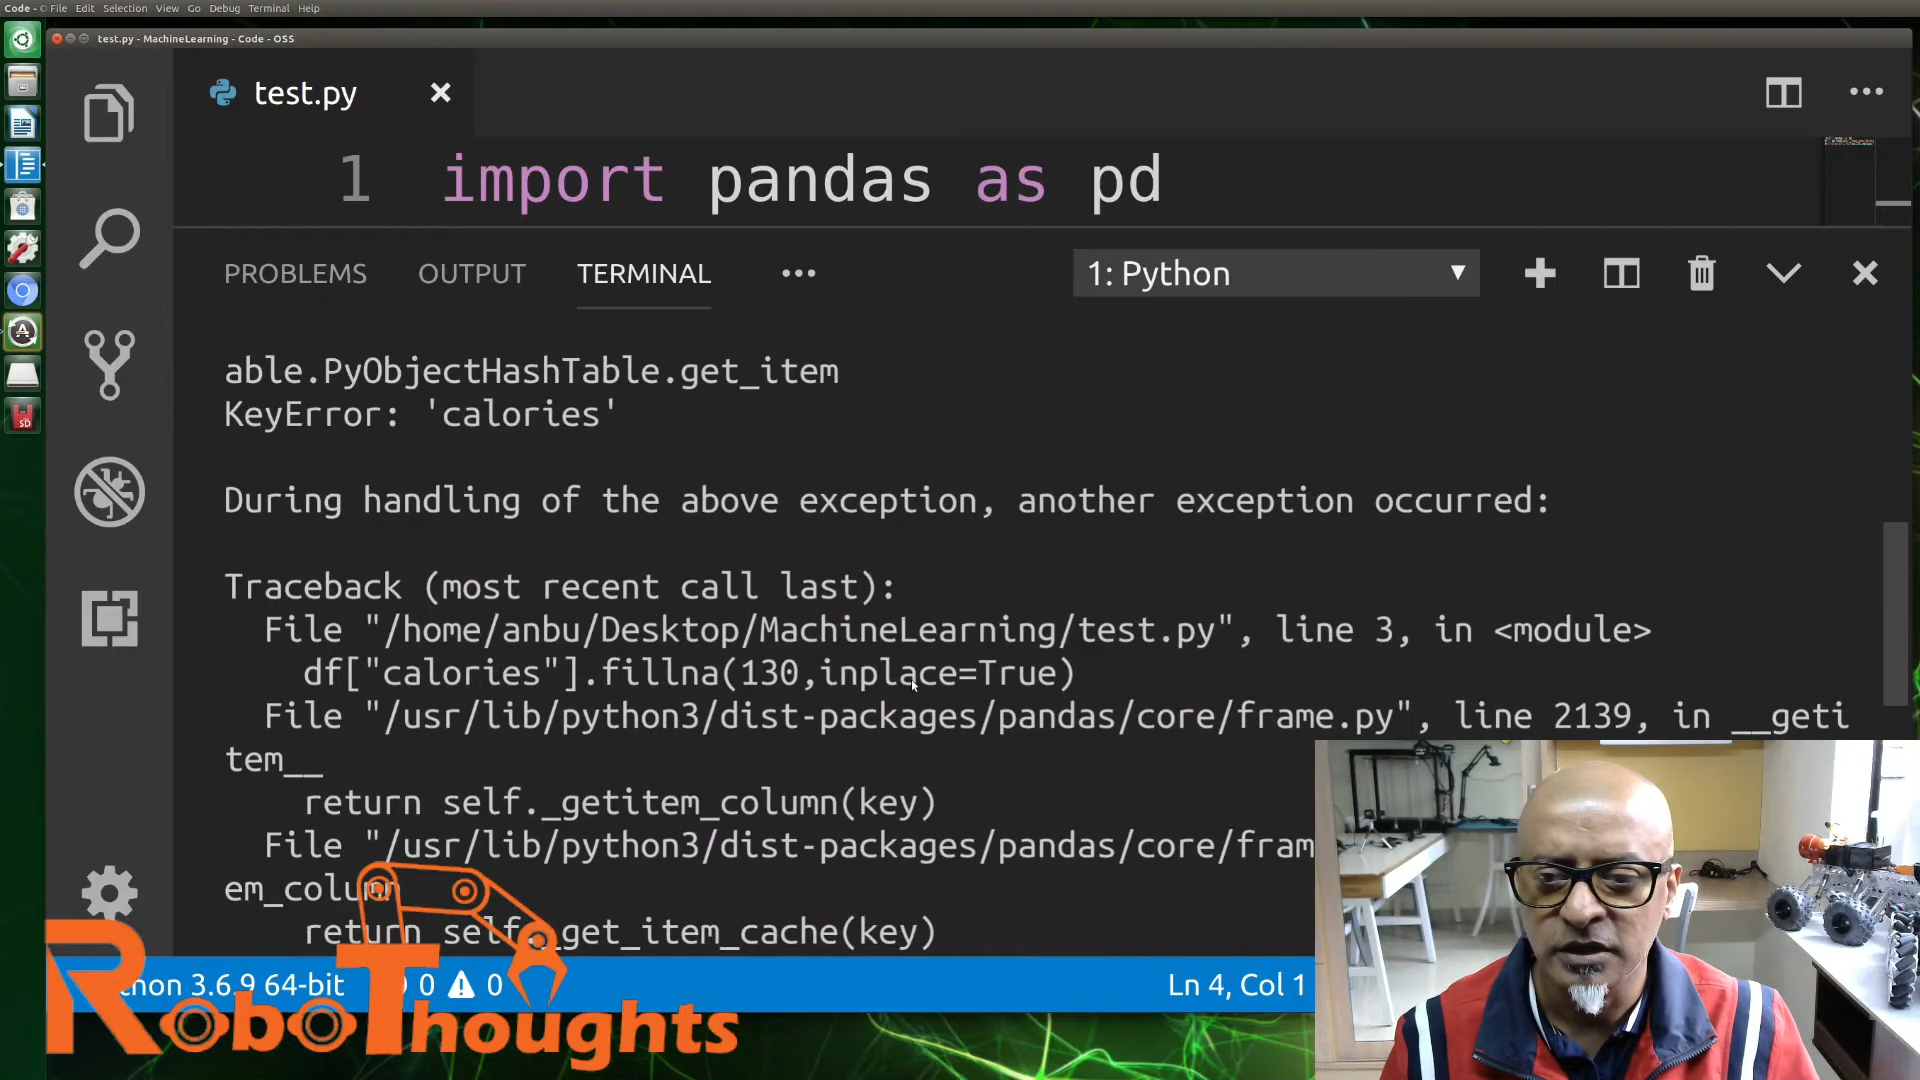 Code - File Edit Selection View Go Debug Terminal Help
test.py - MachineLearning - Code - OSS
test.py
1 import pandas as pd
PROBLEMS OUTPUT TERMINAL 1: Python
able.PyObjectHashTable.get_item
KeyError: 'calories'
During handling of the above exception, another exception occurred:
Traceback (most recent call last):
File "/home/anbu/Desktop/MachineLearning/test.py", line 3, in <module>
df["calories"].fillna(130,inplace=True)
File "/usr/lib/python3/dist-packages/pandas/core/frame.py", line 2139, in __geti
tem__
return self._getitem_column(key)
File "/usr/lib/python3/dist-packages/pandas/core/fram
em_column
return self._get_item_cache(key)
hon 3.6.9 64-bit 0 0 Ln 4, Col 1
RoboThoughts